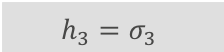 h₃ = σ₃